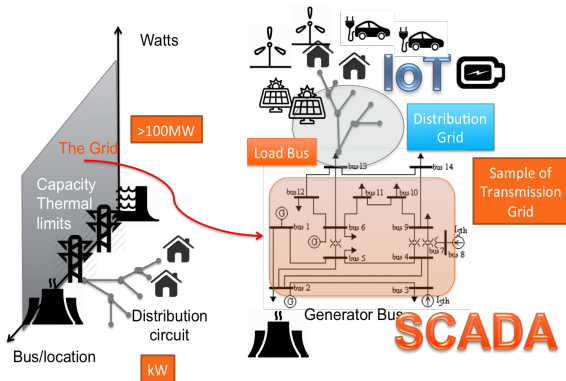 Watts
>100MW
The Grid
Capacity
Thermal
limits
Distribution
circuit
Bus/location
kW
IoT
Distribution
Grid
Load Bus
bus 13
bus 14
Sample of
Transmission
Grid
bus 12
bus 11
bus 10
bus 1
bus 6
bus 9
G
G
bus 7
bus 8
bus 5
bus 4
bus 2
bus 3
G
Generator Bus
SCADA